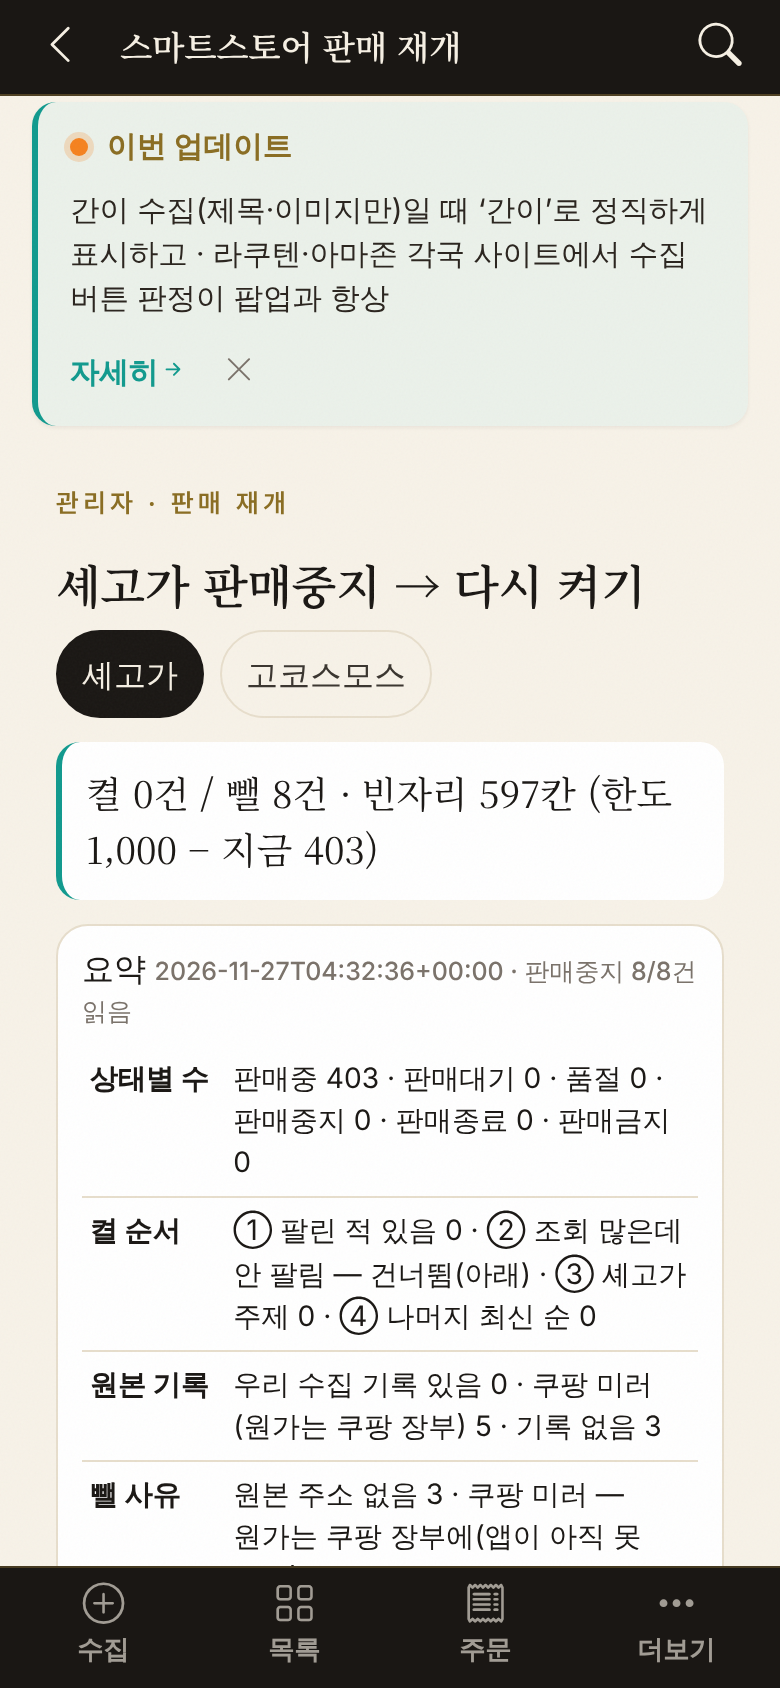 스마트스토어 판매 재개
이번 업데이트
간이 수집(제목·이미지만)일 때 ‘간이’로 정직하게
표시하고 · 라쿠텐·아마존 각국 사이트에서 수집
버튼 판정이 팝업과 항상
자세히 →
관리자 · 판매 재개
셰고가 판매중지 → 다시 켜기
셰고가
고코스모스
켤 0건 / 뺄 8건 · 빈자리 597칸 (한도
1,000 − 지금 403)
요약 2026-11-27T04:32:36+00:00 · 판매중지 8/8건
읽음
상태별 수
판매중 403 · 판매대기 0 · 품절 0 ·
판매중지 0 · 판매종료 0 · 판매금지
0
켤 순서
① 팔린 적 있음 0 · ② 조회 많은데
안 팔림 — 건너뜀(아래) · ③ 셰고가
주제 0 · ④ 나머지 최신 순 0
원본 기록
우리 수집 기록 있음 0 · 쿠팡 미러
(원가는 쿠팡 장부) 5 · 기록 없음 3
뺄 사유
원본 주소 없음 3 · 쿠팡 미러 —
원가는 쿠팡 장부에(앱이 아직 못
수집
목록
주문
더보기